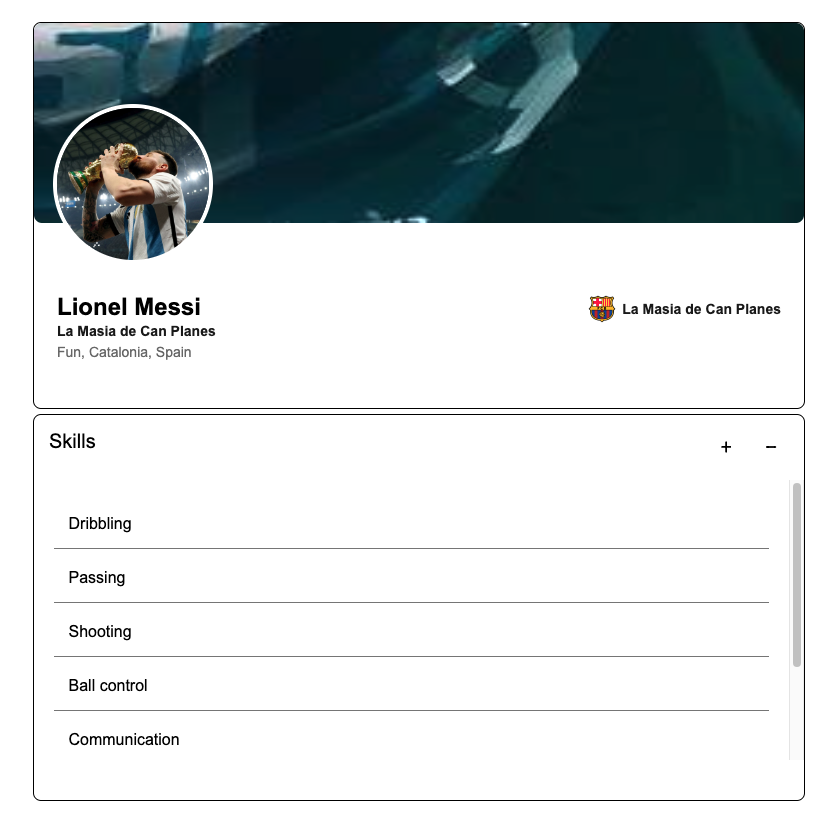 Lionel Messi
La Masia de Can Planes
La Masia de Can Planes
Fun, Catalonia, Spain
Skills
+ −
Dribbling
Passing
Shooting
Ball control
Communication